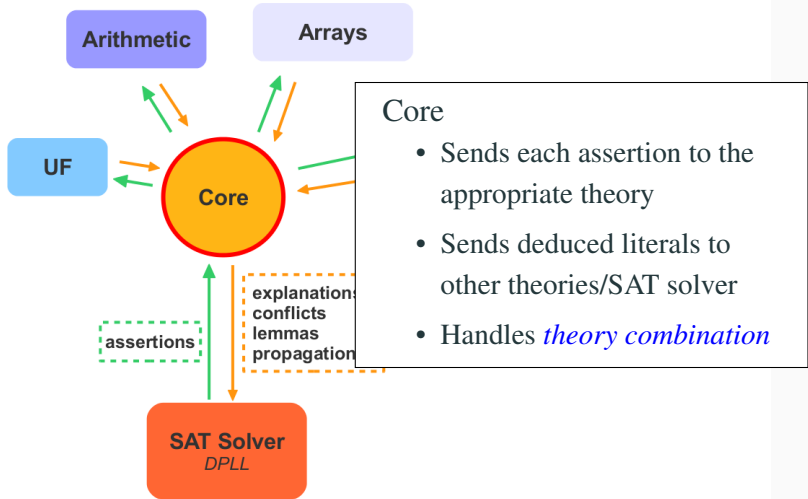 Arithmetic
Arrays
UF
Core
assertions
explanations
conflicts
lemmas
propagation
SAT Solver
DPLL
Core
• Sends each assertion to the
appropriate theory
• Sends deduced literals to
other theories/SAT solver
• Handles theory combination